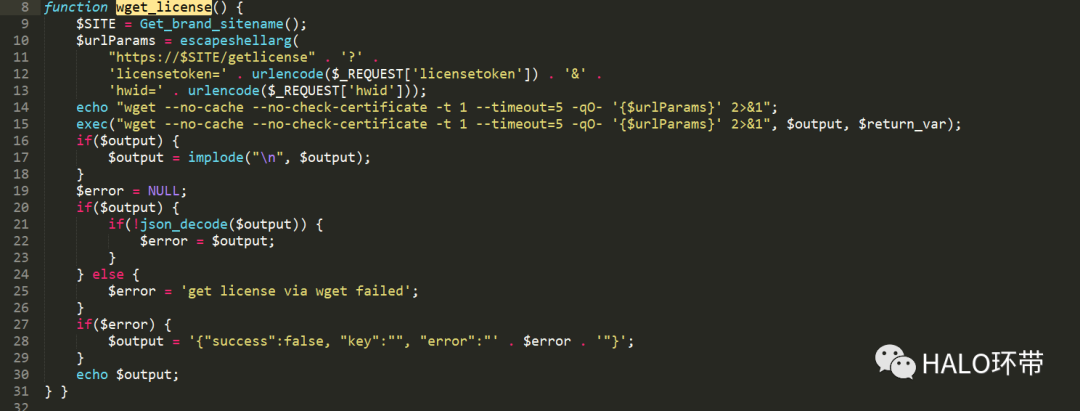 8 function wget_license() {
9 $SITE = Get_brand_sitename();
10 $urlParams = escapeshellarg(
11 "https://$SITE/getlicense" . '?' .
12 'licensetoken=' . urlencode($_REQUEST['licensetoken']) . '&' .
13 'hwid=' . urlencode($_REQUEST['hwid']));
14 echo "wget --no-cache --no-check-certificate -t 1 --timeout=5 -qO- '{$urlParams}' 2>&1";
15 exec("wget --no-cache --no-check-certificate -t 1 --timeout=5 -qO- '{$urlParams}' 2>&1", $output, $return_var);
16 if($output) {
17 $output = implode("\n", $output);
18 }
19 $error = NULL;
20 if($output) {
21 if(!json_decode($output)) {
22 $error = $output;
23 }
24 } else {
25 $error = 'get license via wget failed';
26 }
27 if($error) {
28 $output = '{"success":false, "key":"", "error":"' . $error . '"}';
29 }
30 echo $output;
31 } }
32
HALO环带